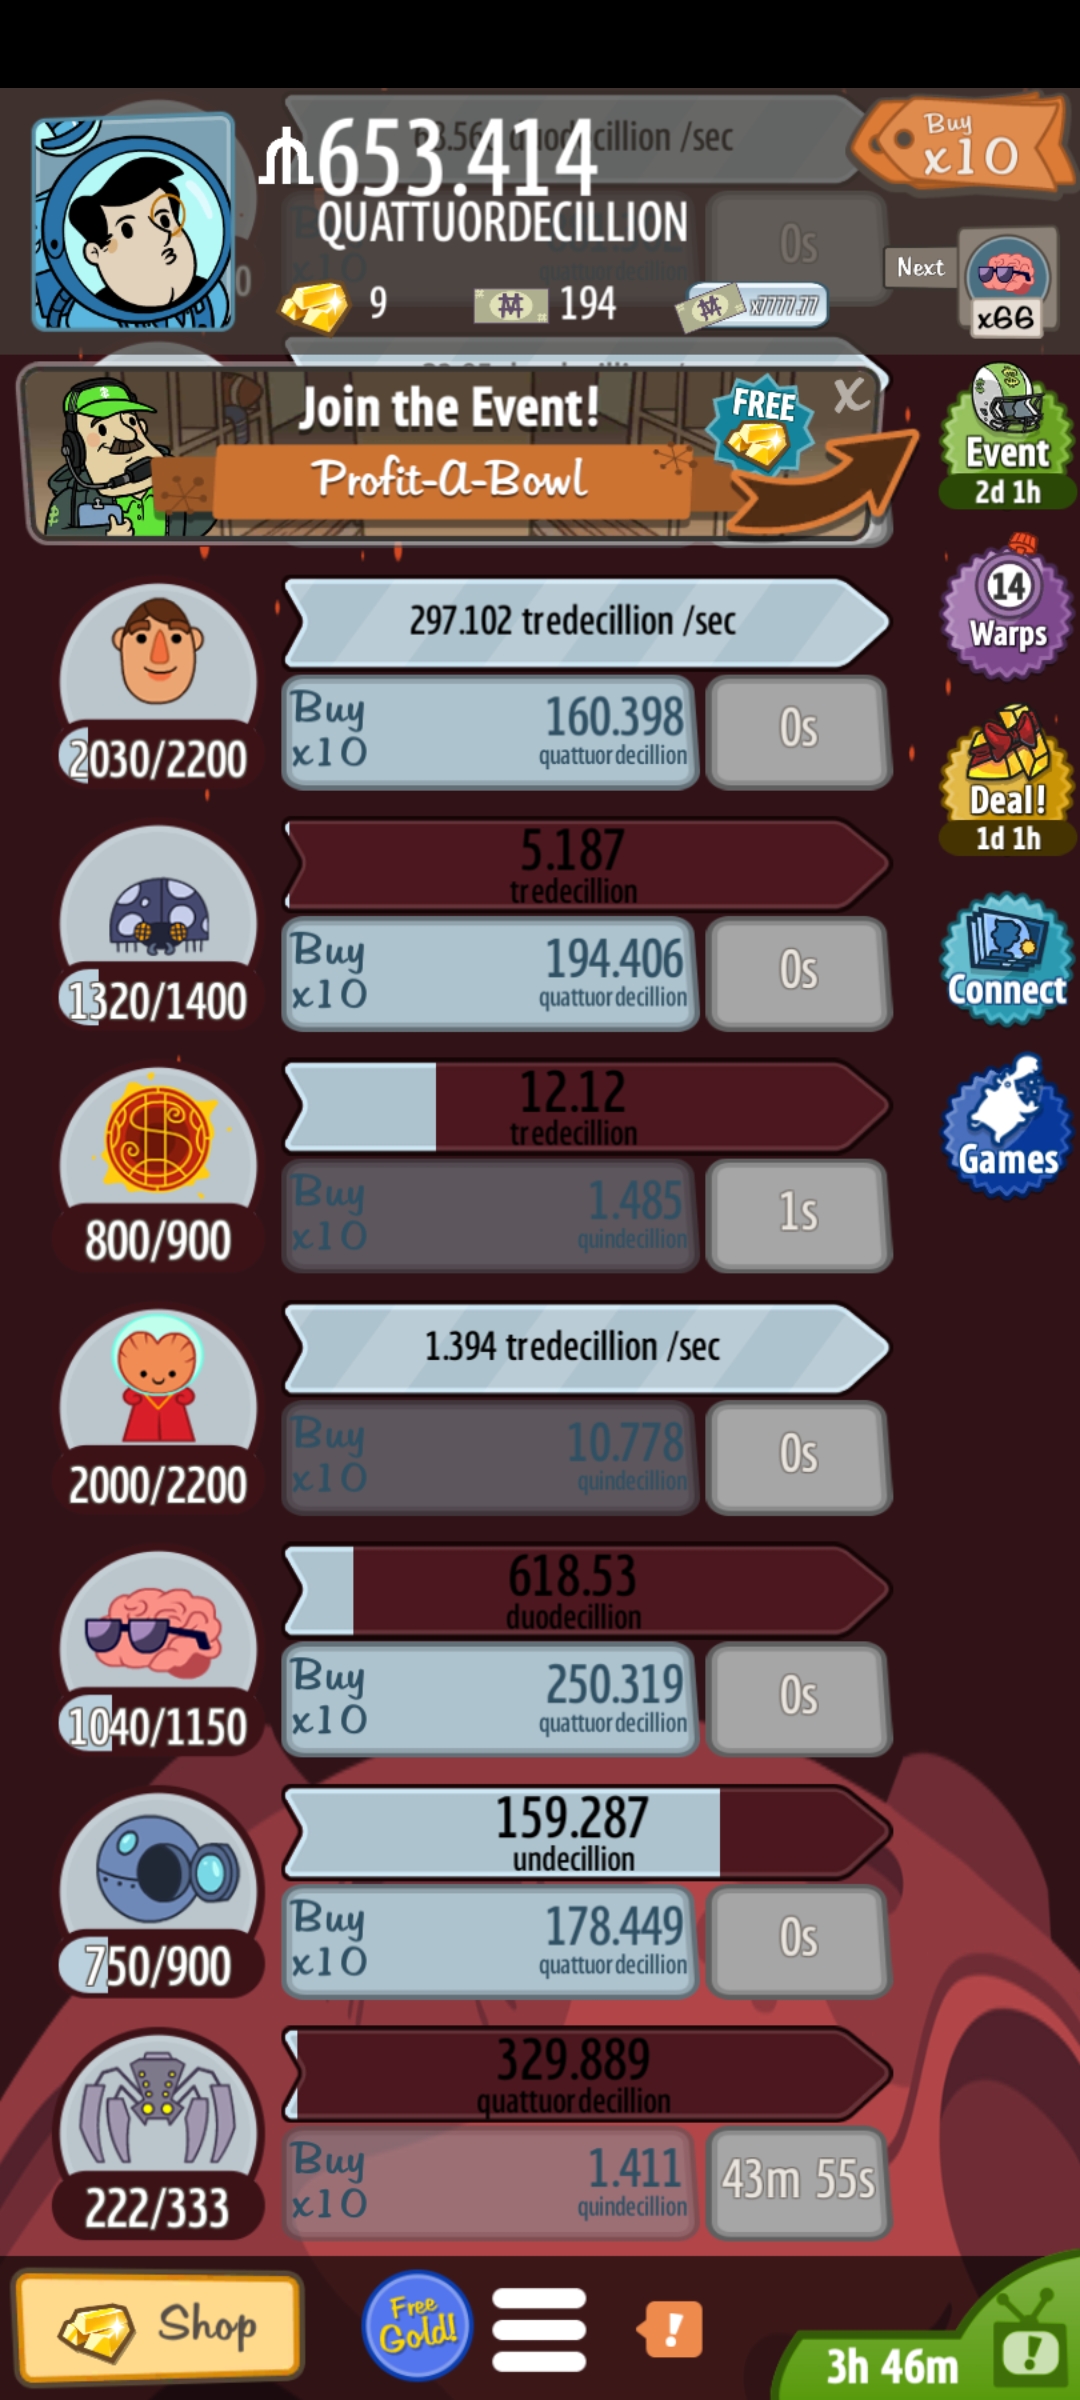 653.414
QUATTUORDECILLION
9
194
x7777.77
Buy
x10
Next
x66
0s
Join the Event!
Profit-A-Bowl
FREE
X
Event
2d 1h
14
Warps
Deal!
1d 1h
Connect
Games
297.102 tredecillion /sec
Buy
x10
160.398
quattuordecillion
0s
2030/2200
5.187
tredecillion
Buy
x10
194.406
quattuordecillion
0s
1320/1400
12.12
tredecillion
Buy
x10
1.485
quindecillion
1s
800/900
1.394 tredecillion /sec
Buy
x10
10.778
quindecillion
0s
2000/2200
618.53
duodecillion
Buy
x10
250.319
quattuordecillion
0s
1040/1150
159.287
undecillion
Buy
x10
178.449
quattuordecillion
0s
750/900
329.889
quattuordecillion
Buy
x10
1.411
quindecillion
43m 55s
222/333
Shop
Free
Gold!
!
3h 46m
!